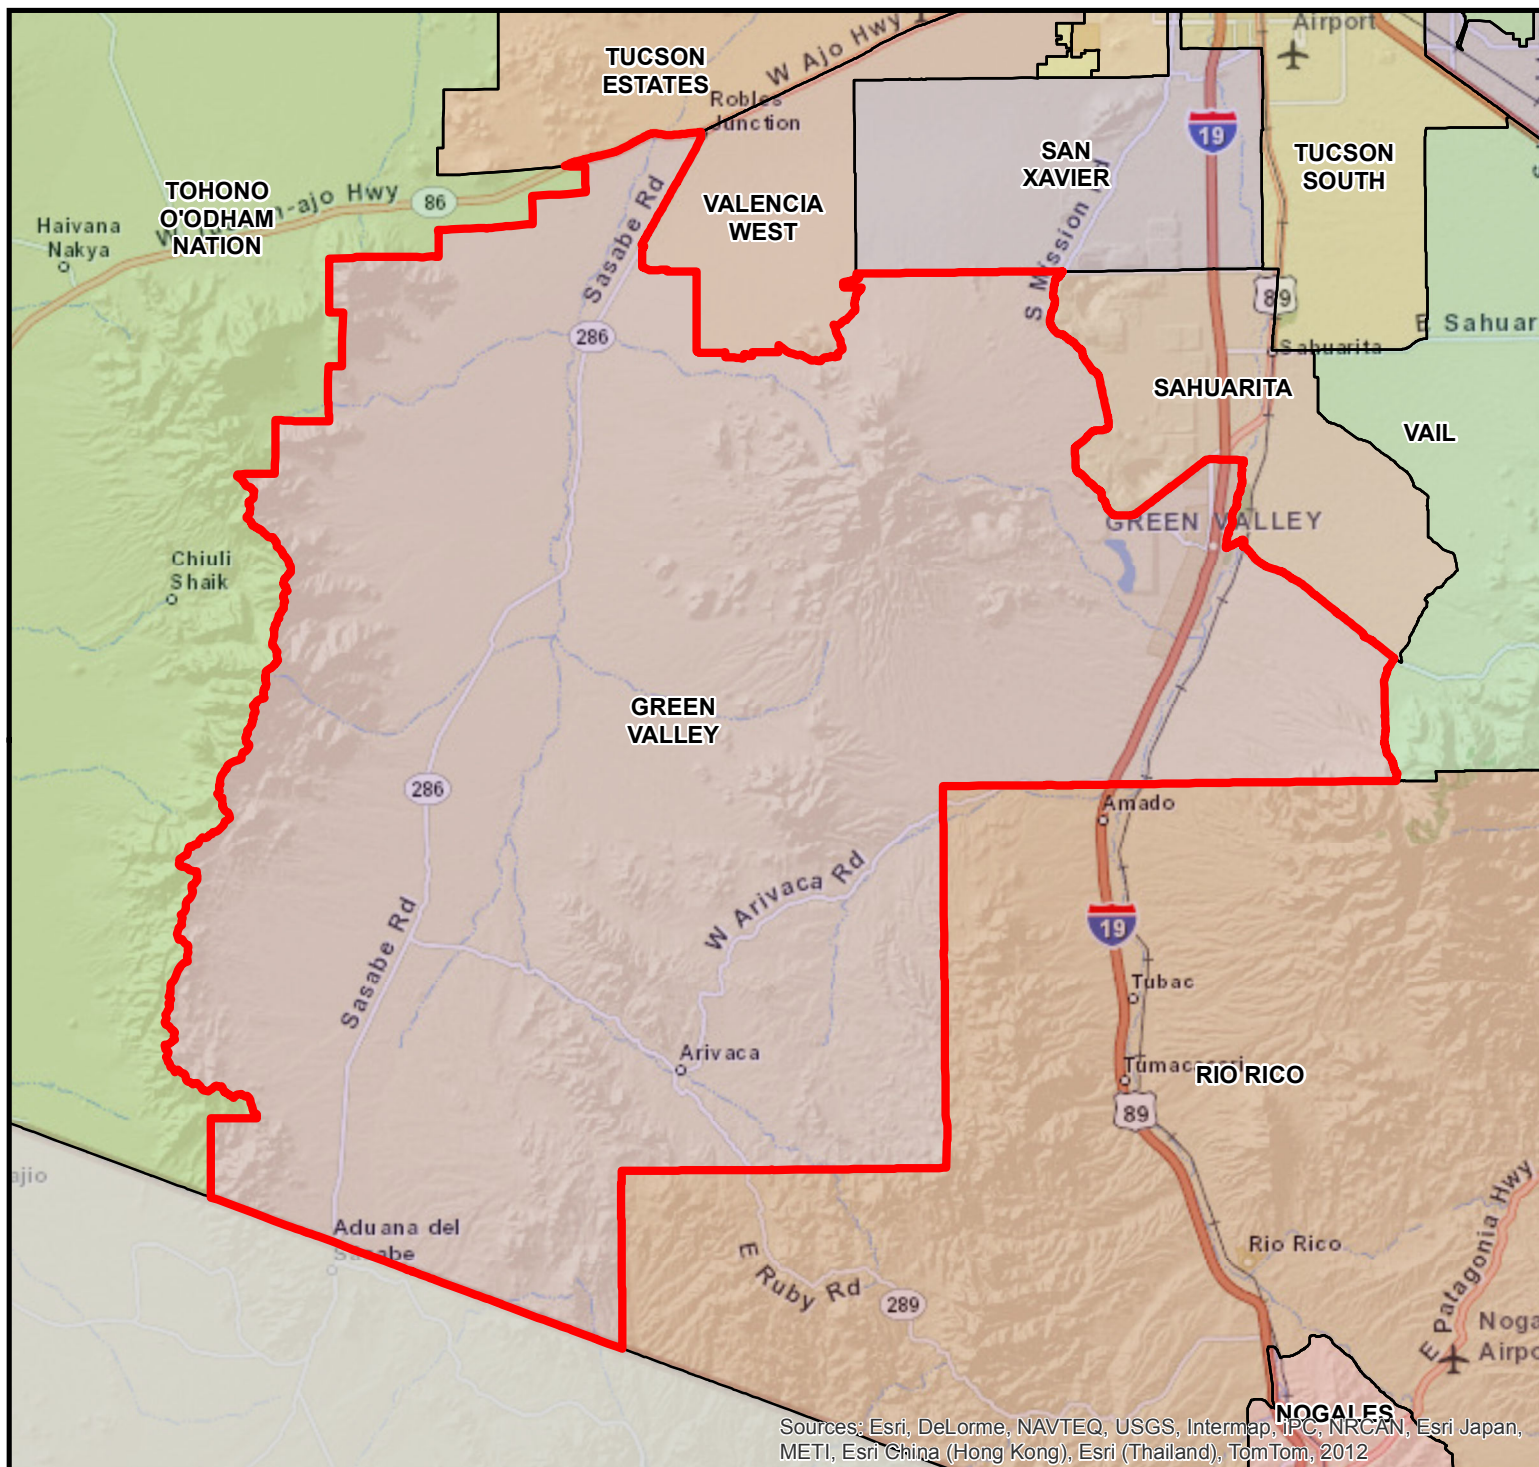 Airport
TUCSON
ESTATES
W Ajo Hwy
Robles
Junction
19
SAN
XAVIER
TUCSON
SOUTH
TOHONO
O'ODHAM
NATION
86
VALENCIA
WEST
Haivana
Nakya
Sasabe Rd
S Mission Rd
89
286
E Sahuar
Sahuarita
SAHUARITA
VAIL
GREEN VALLEY
Chiuli
Shaik
GREEN
VALLEY
286
Amado
W Arivaca Rd
19
Sasabe Rd
Tubac
Arivaca
RIO RICO
89
ajio
Aduana del
Sasabe
E Ruby Rd
289
Rio Rico
E Patagonia Hwy
Noga
Airpo
NOGALES
Sources: Esri, DeLorme, NAVTEQ, USGS, Intermap, iPC, NRCAN, Esri Japan,
METI, Esri China (Hong Kong), Esri (Thailand), TomTom, 2012